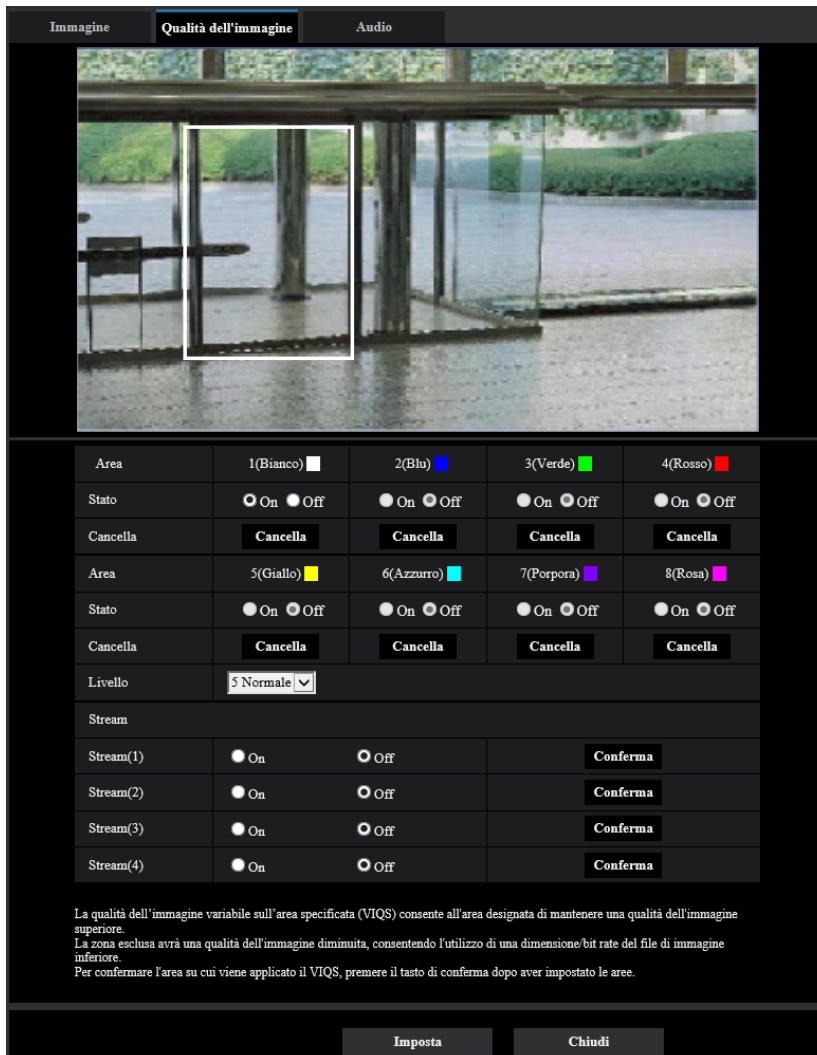 Immagine Qualità dell'immagine Audio
Area 1(Bianco) 2(Blu) 3(Verde) 4(Rosso)
Stato On Off On Off On Off On Off
Cancella Cancella Cancella Cancella Cancella
Area 5(Giallo) 6(Azzurro) 7(Porpora) 8(Rosa)
Stato On Off On Off On Off On Off
Cancella Cancella Cancella Cancella Cancella
Livello 5 Normale
Stream
Stream(1) On Off Conferma
Stream(2) On Off Conferma
Stream(3) On Off Conferma
Stream(4) On Off Conferma
La qualità dell'immagine variabile sull'area specificata (VIQS) consente all'area designata di mantenere una qualità dell'immagine
superiore.
La zona esclusa avrà una qualità dell'immagine diminuita, consentendo l'utilizzo di una dimensione/bit rate del file di immagine
inferiore.
Per confermare l'area su cui viene applicato il VIQS, premere il tasto di conferma dopo aver impostato le aree.
Imposta Chiudi